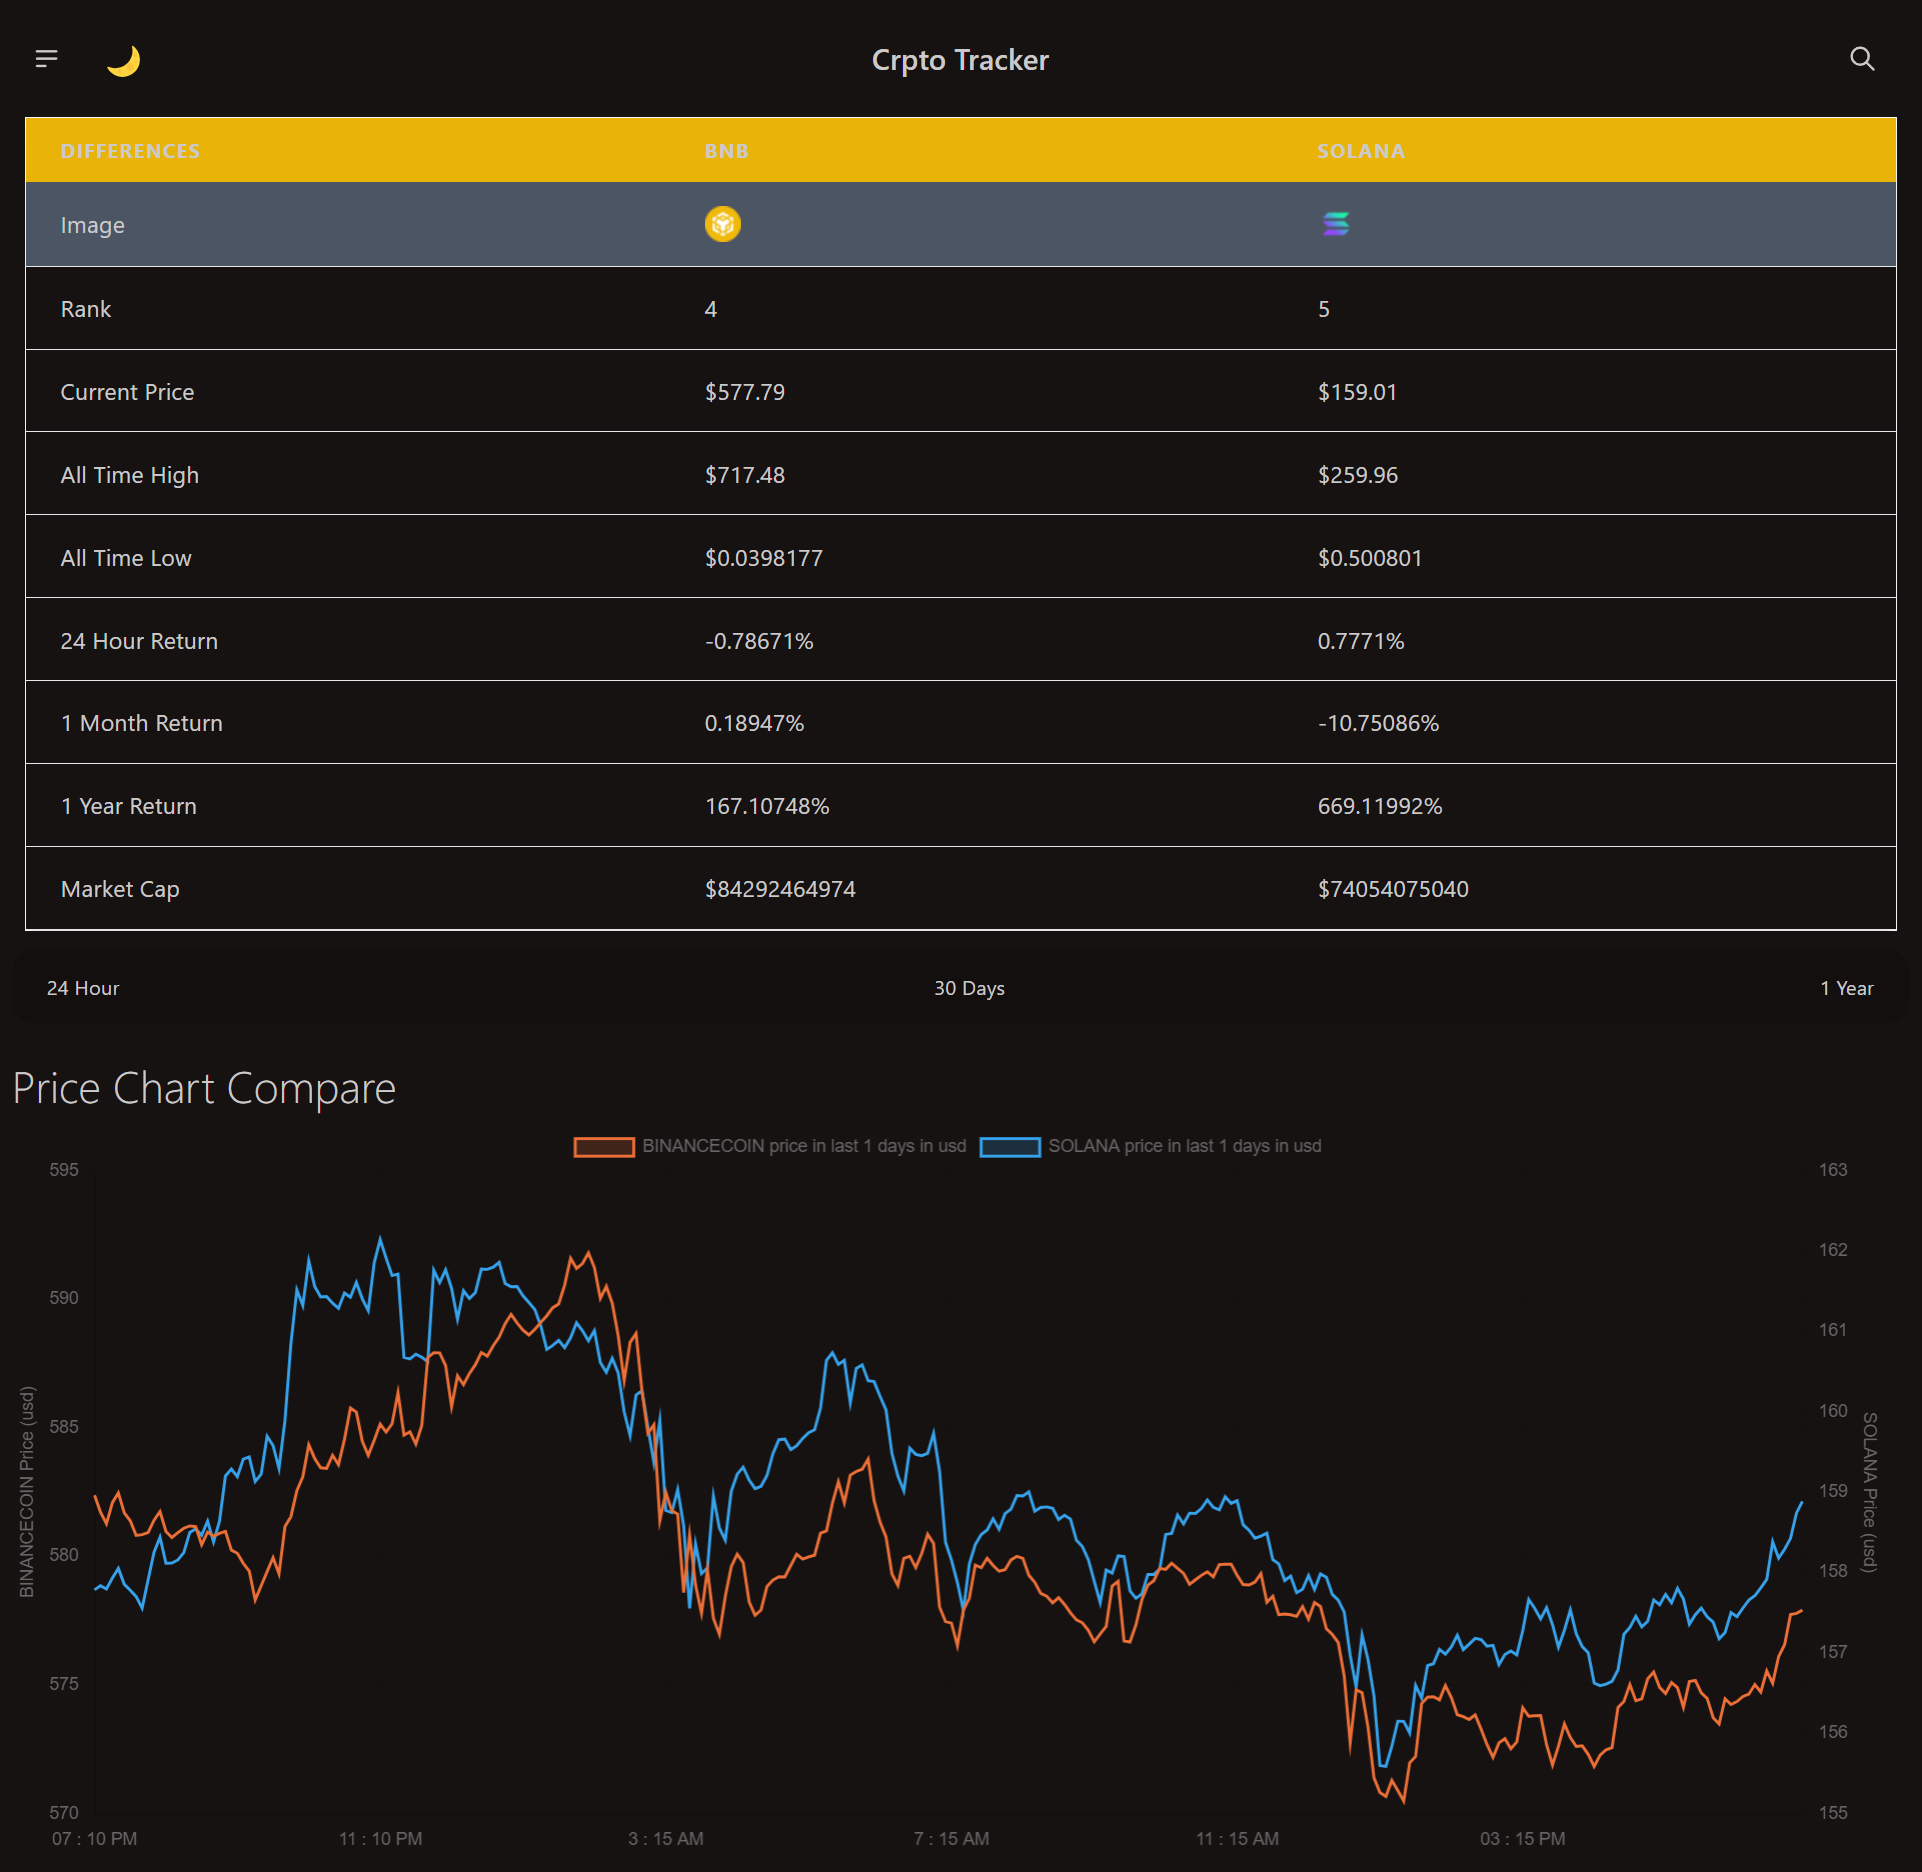 Crpto Tracker
DIFFERENCES BNB SOLANA
Image
Rank 4 5
Current Price $577.79 $159.01
All Time High $717.48 $259.96
All Time Low $0.0398177 $0.500801
24 Hour Return -0.78671% 0.7771%
1 Month Return 0.18947% -10.75086%
1 Year Return 167.10748% 669.11992%
Market Cap $84292464974 $74054075040
24 Hour 30 Days 1 Year
Price Chart Compare
BINANCECOIN price in last 1 days in usd SOLANA price in last 1 days in usd
595
590
585
580
575
570
BINANCECOIN Price (usd)
163
162
161
160
159
158
157
156
155
SOLANA Price (usd)
07 : 10 PM 11 : 10 PM 3 : 15 AM 7 : 15 AM 11 : 15 AM 03 : 15 PM